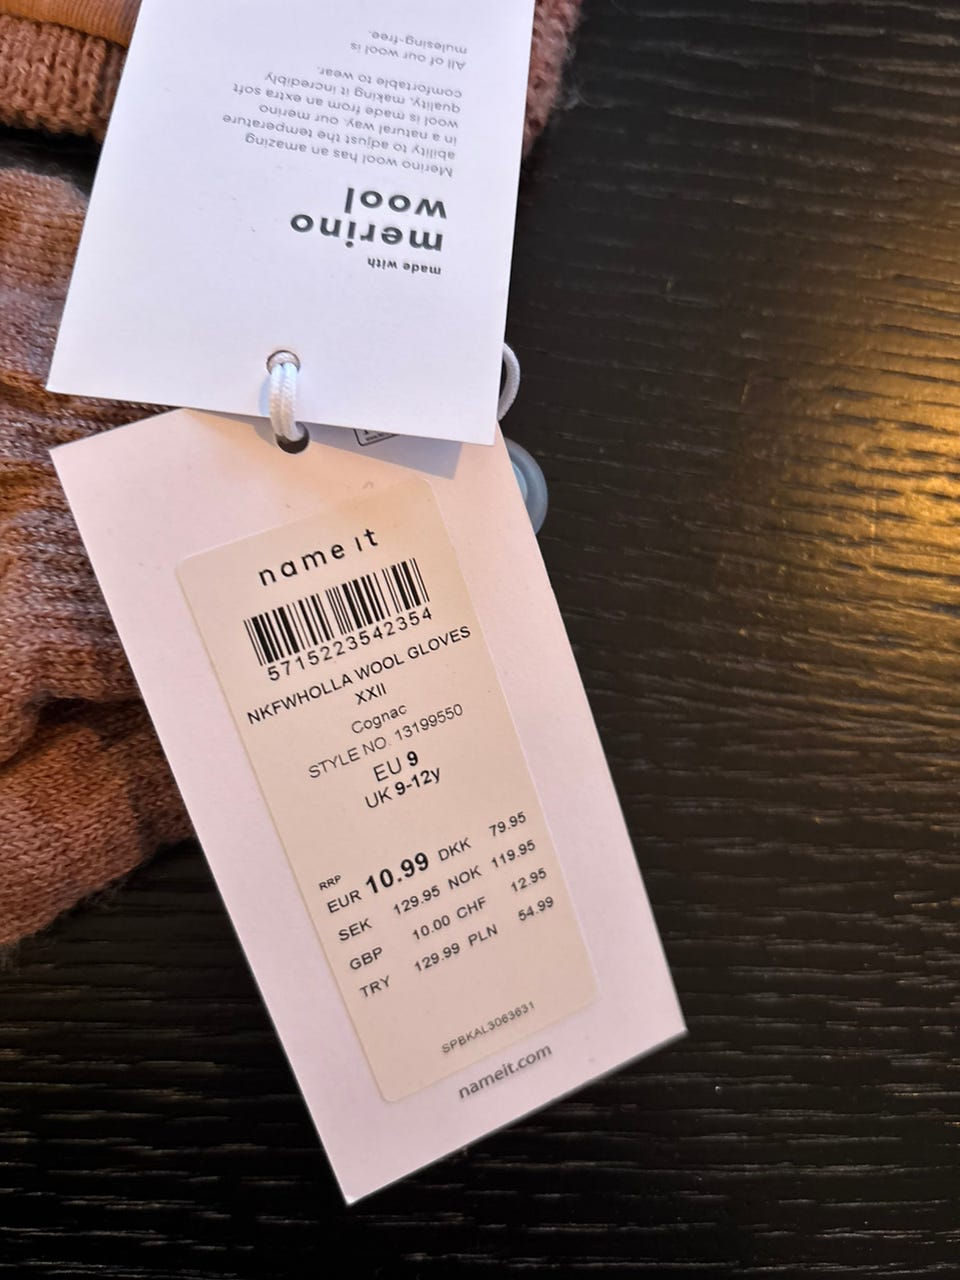 made with
merino
wool
Merino wool has an amazing
ability to adjust the temperature
in a natural way. our merino
wool is made from an extra soft
quality, making it incredibly
comfortable to wear.
All of our wool is
mulesing-free.
name it
5715223542354
NKFWHOLLA WOOL GLOVES
XXII
Cognac
STYLE NO. 13199550
EU 9
UK 9-12y
RRP
EUR 10.99 DKK 79.95
SEK 129.95 NOK 119.95
GBP 10.00 CHF 12.95
TRY 129.99 PLN 54.99
SPBKAL3063631
nameit.com